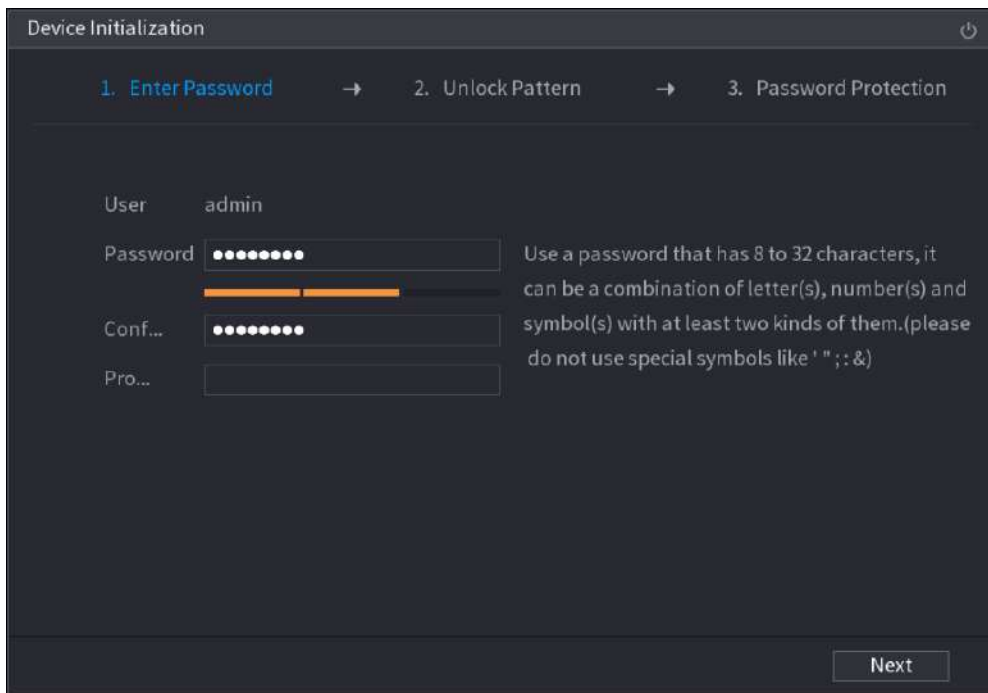 Device Initialization
1. Enter Password → 2. Unlock Pattern → 3. Password Protection
User admin
Password ●●●●●●●● Use a password that has 8 to 32 characters, it
can be a combination of letter(s), number(s) and
Conf... ●●●●●●●● symbol(s) with at least two kinds of them.(please
do not use special symbols like ' " ; : &)
Pro...
Next